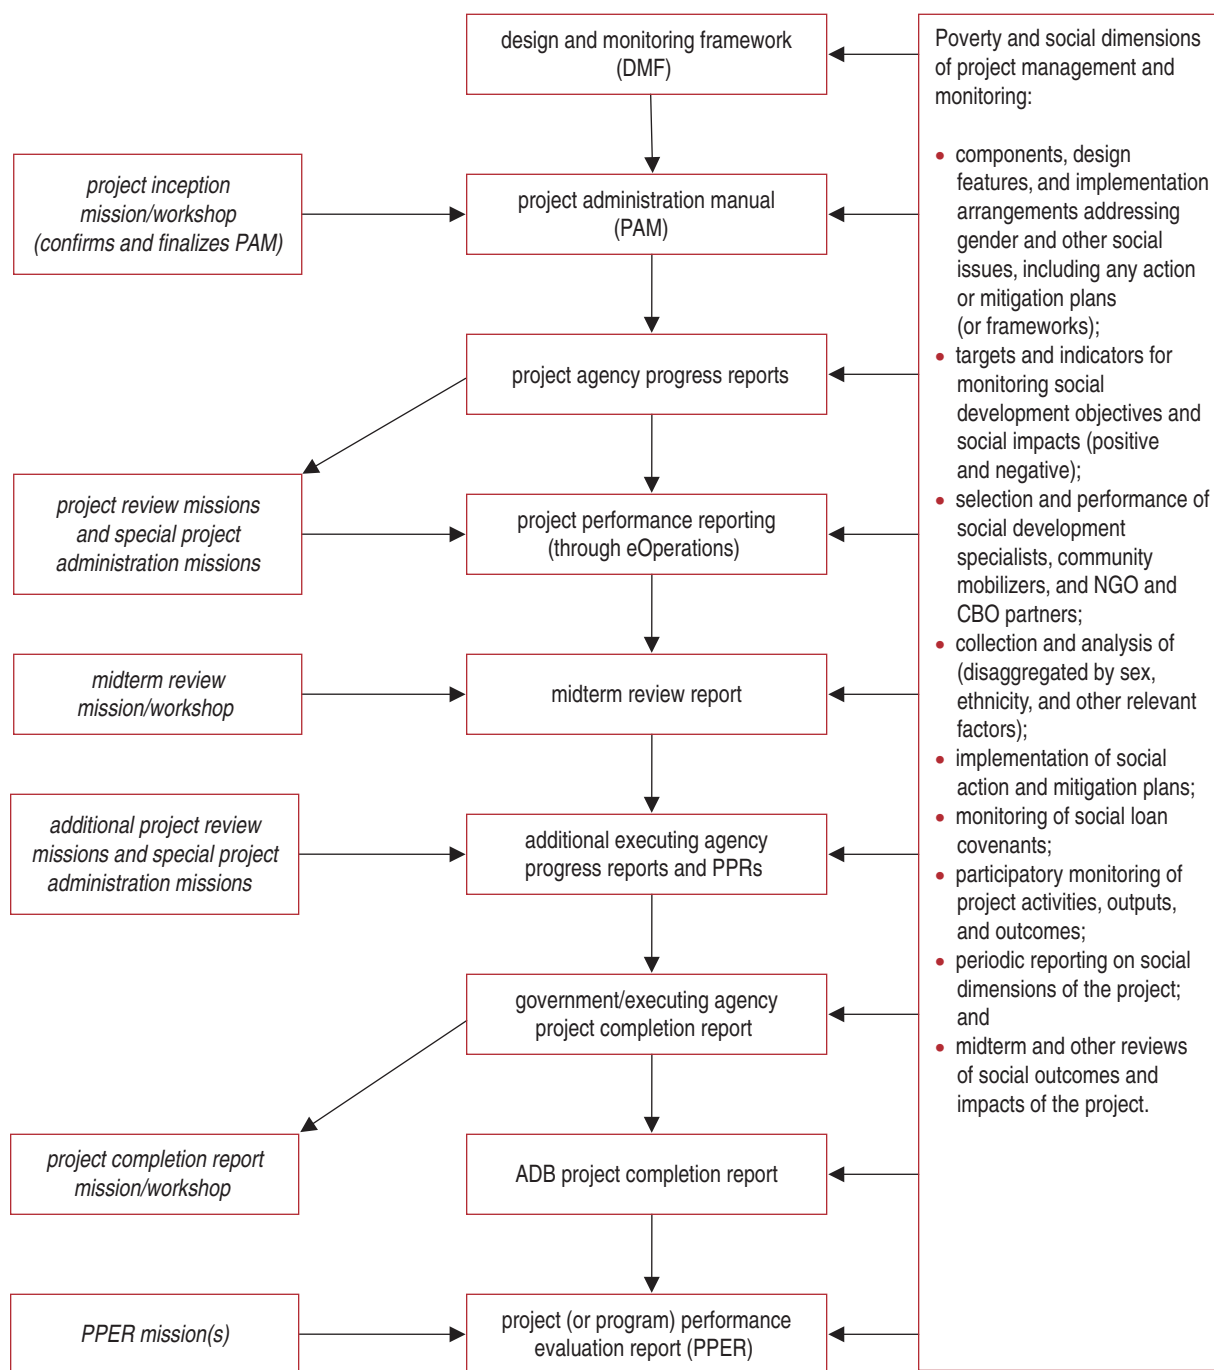 design and monitoring framework
(DMF)
project inception
mission/workshop
(confirms and finalizes PAM)
project administration manual
(PAM)
project agency progress reports
project review missions
and special project
administration missions
project performance reporting
(through eOperations)
midterm review
mission/workshop
midterm review report
additional project review
missions and special project
administration missions
additional executing agency
progress reports and PPRs
government/executing agency
project completion report
project completion report
mission/workshop
ADB project completion report
PPER mission(s)
project (or program) performance
evaluation report (PPER)
Poverty and social dimensions
of project management and
monitoring:
• components, design
features, and implementation
arrangements addressing
gender and other social
issues, including any action
or mitigation plans
(or frameworks);
• targets and indicators for
monitoring social
development objectives and
social impacts (positive
and negative);
• selection and performance of
social development
specialists, community
mobilizers, and NGO and
CBO partners;
• collection and analysis of
(disaggregated by sex,
ethnicity, and other relevant
factors);
• implementation of social
action and mitigation plans;
• monitoring of social loan
covenants;
• participatory monitoring of
project activities, outputs,
and outcomes;
• periodic reporting on social
dimensions of the project;
and
• midterm and other reviews
of social outcomes and
impacts of the project.